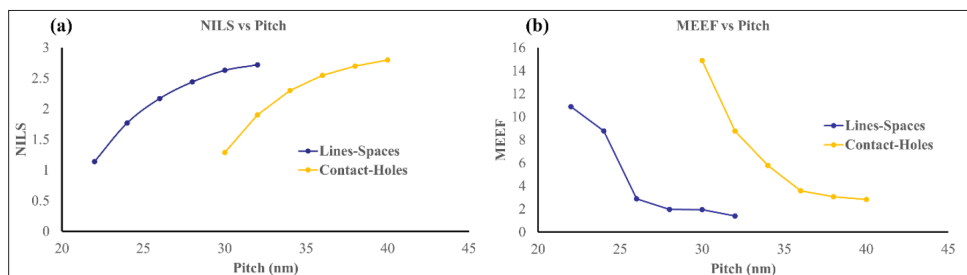 (a)
NILS vs Pitch
3
2.5
2
1.5
1
0.5
0
NILS
Lines-Spaces
Contact-Holes
20 25 30 35 40 45
Pitch (nm)
(b)
MEEF vs Pitch
16
14
12
10
8
6
4
2
0
MEEF
Lines-Spaces
Contact-Holes
20 25 30 35 40 45
Pitch (nm)